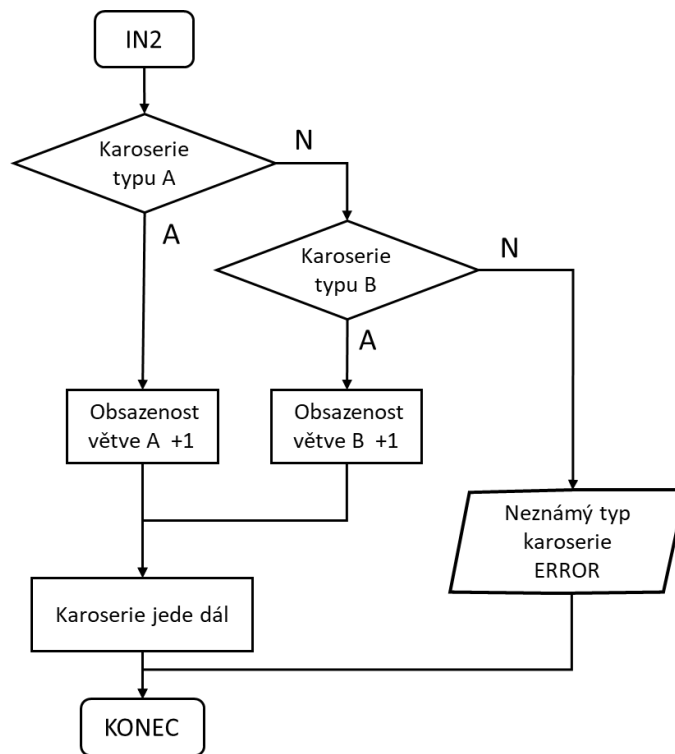 IN2
Karoserie
typu A
N
A
Karoserie
typu B
N
A
Obsazenost
větve A +1
Obsazenost
větve B +1
Neznámý typ
karoserie
ERROR
Karoserie jede dál
KONEC